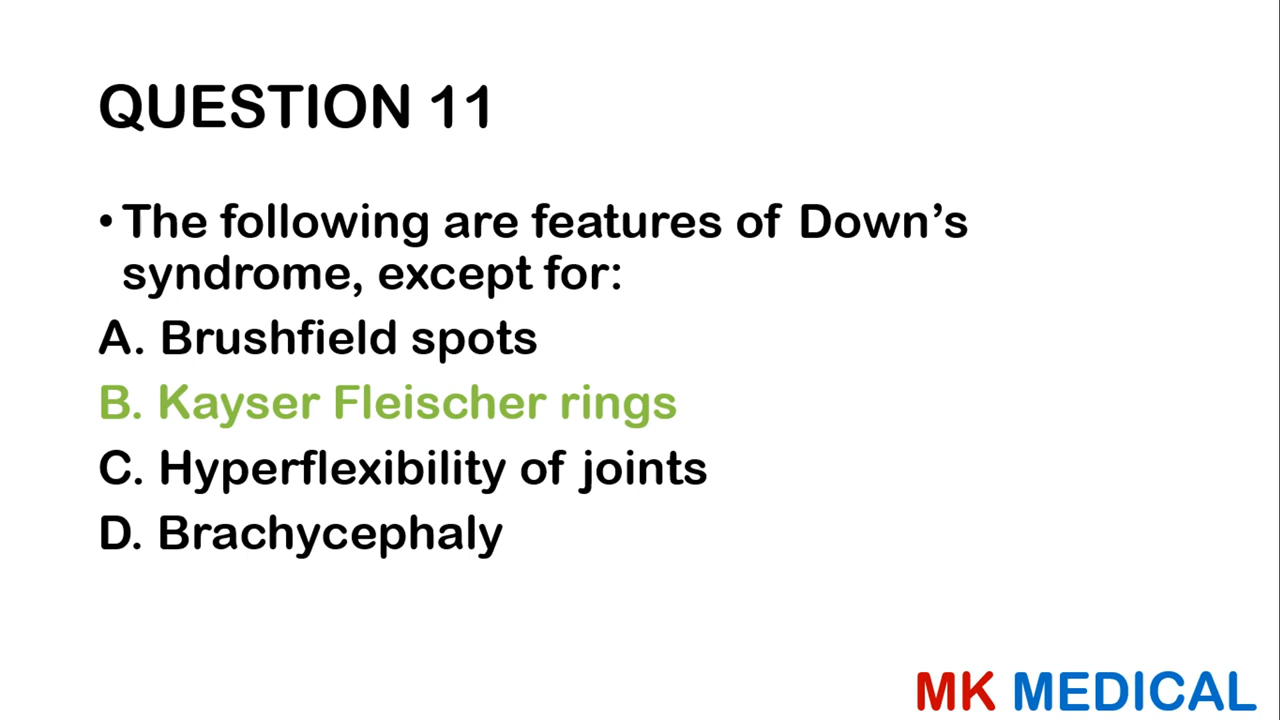 QUESTION 11
• The following are features of Down’s
syndrome, except for:
A. Brushfield spots
B. Kayser Fleischer rings
C. Hyperflexibility of joints
D. Brachycephaly
MK MEDICAL